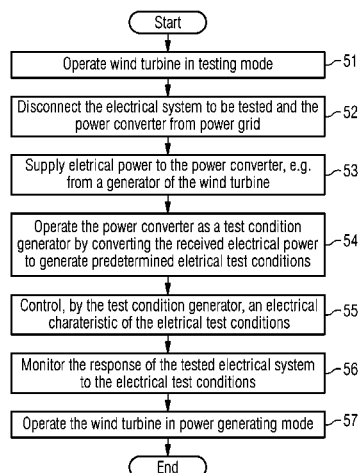 Start
Operate wind turbine in testing mode
51
Disconnect the electrical system to be tested and the
power converter from power grid
52
Supply eletrical power to the power converter, e.g.
from a generator of the wind turbine
53
Operate the power converter as a test condition
generator by converting the received electrical power
to generate predetermined eletrical test conditions
54
Control, by the test condition generator, an electrical
charateristic of the eletrical test conditions
55
Monitor the response of the tested electrical system
to the electrical test conditions
56
Operate the wind turbine in power generating mode
57
End